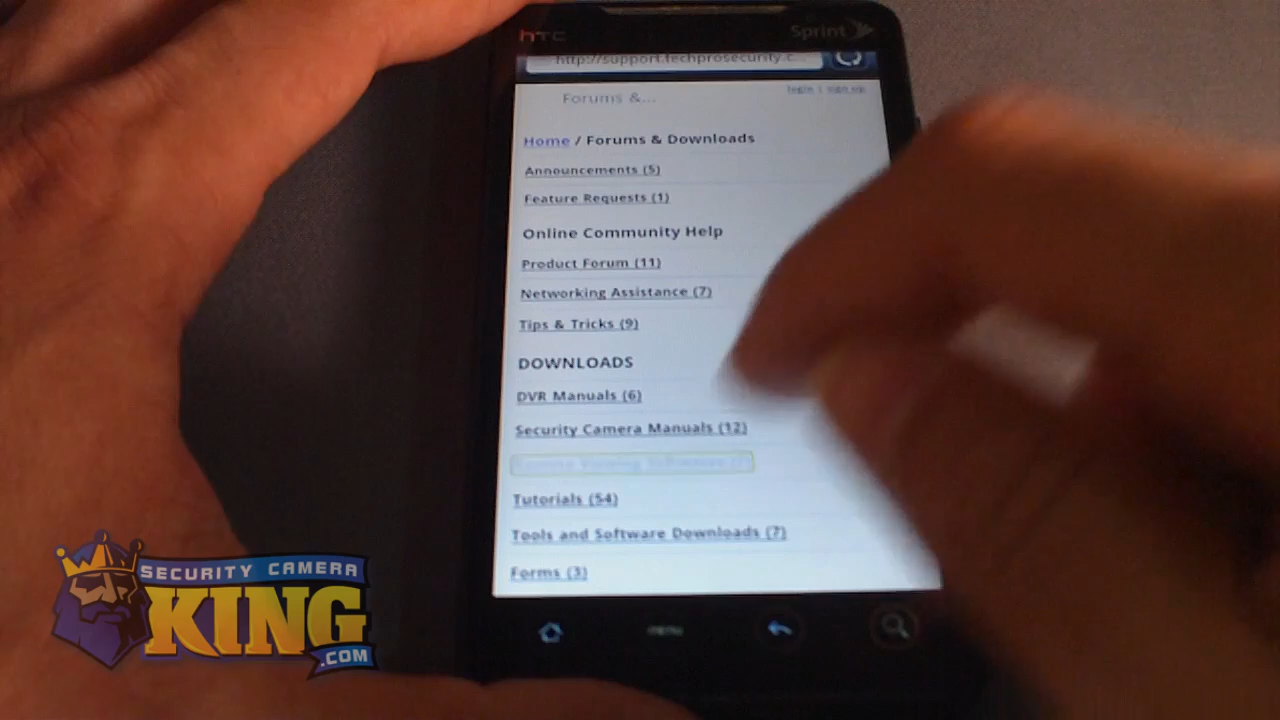 htc
Sprint
http://support.techprosecurity.c...
Forums &...
login | sign up
Home / Forums & Downloads
Announcements (5)
Feature Requests (1)
Online Community Help
Product Forum (11)
Networking Assistance (7)
Tips & Tricks (9)
DOWNLOADS
DVR Manuals (6)
Security Camera Manuals (12)
Tutorials (54)
Tools and Software Downloads (7)
Forms (3)
MENU
SECURITY CAMERA
KING
.COM